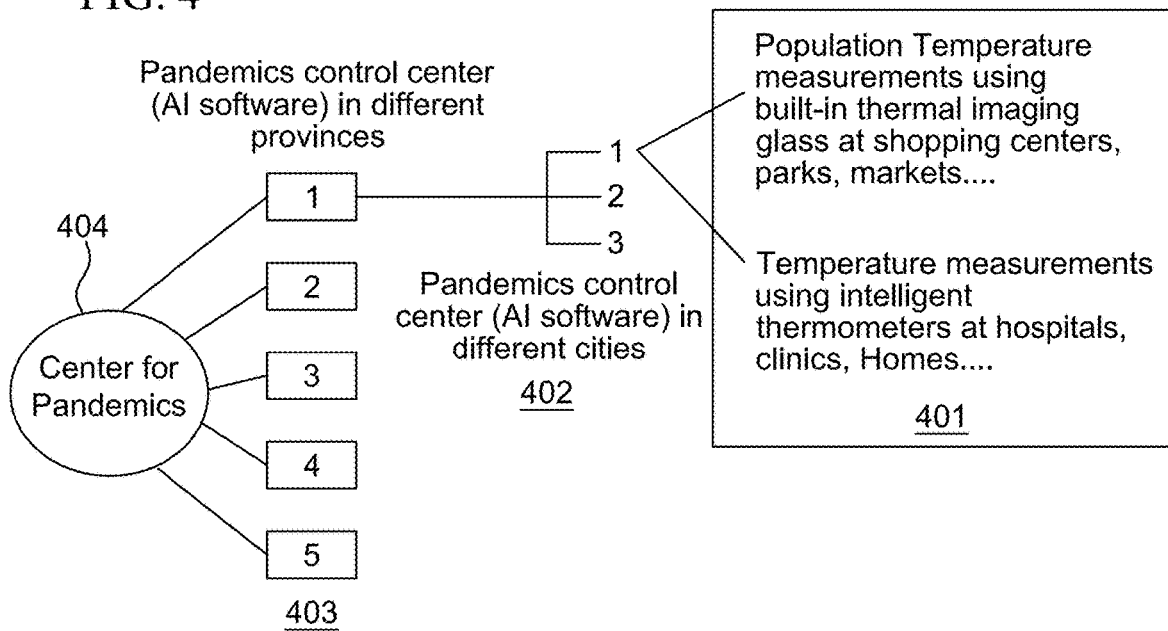 FIG. 4
Pandemics control center
(AI software) in different
provinces
1
2
3
4
5
403
404
Center for
Pandemics
1
2
3
Pandemics control
center (AI software) in
different cities
402
Population Temperature
measurements using
built-in thermal imaging
glass at shopping centers,
parks, markets....
Temperature measurements
using intelligent
thermometers at hospitals,
clinics, Homes....
401